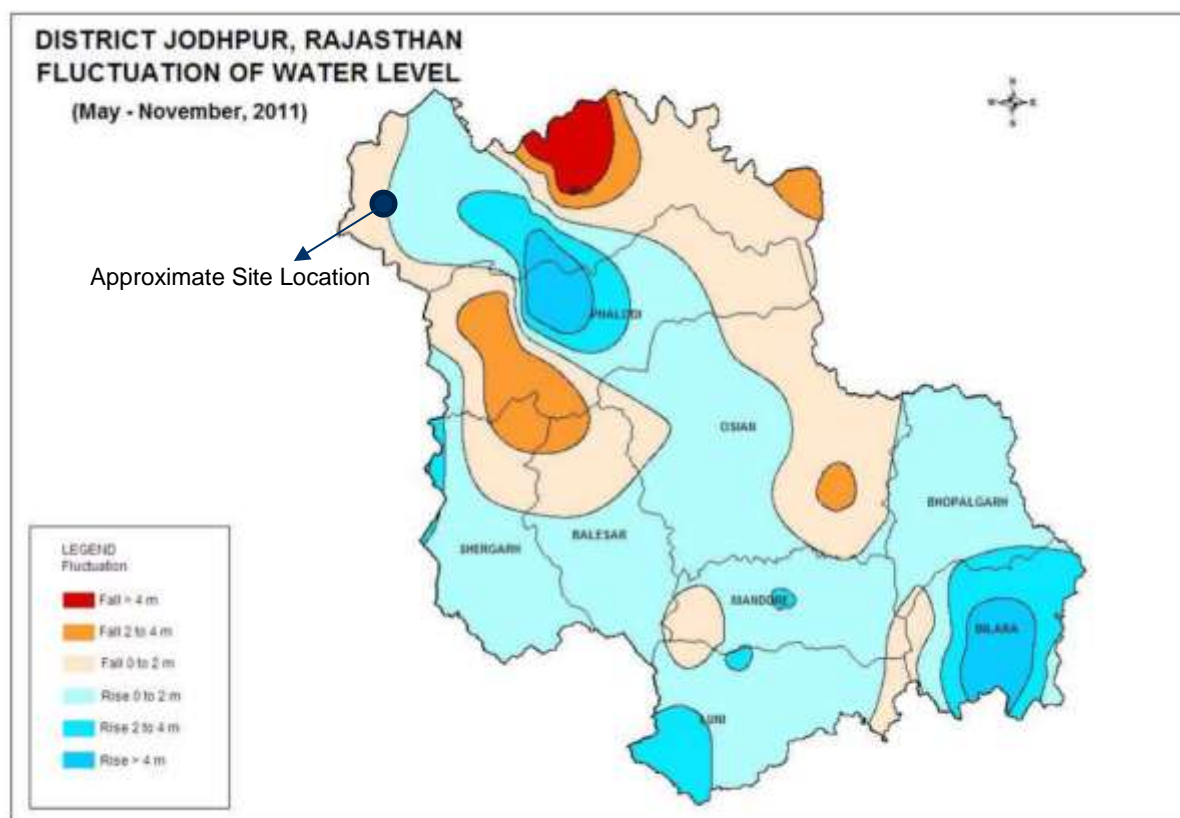 DISTRICT JODHPUR, RAJASTHAN
FLUCTUATION OF WATER LEVEL
(May - November, 2011)
N
W E
S
Approximate Site Location
PHALODI
OSIAN
BHOPALGARH
SHERGARH
BALESAR
MANDORE
BILARA
LUNI
LEGEND
Fluctuation
Fall > 4 m
Fall 2 to 4 m
Fall 0 to 2 m
Rise 0 to 2 m
Rise 2 to 4 m
Rise > 4 m